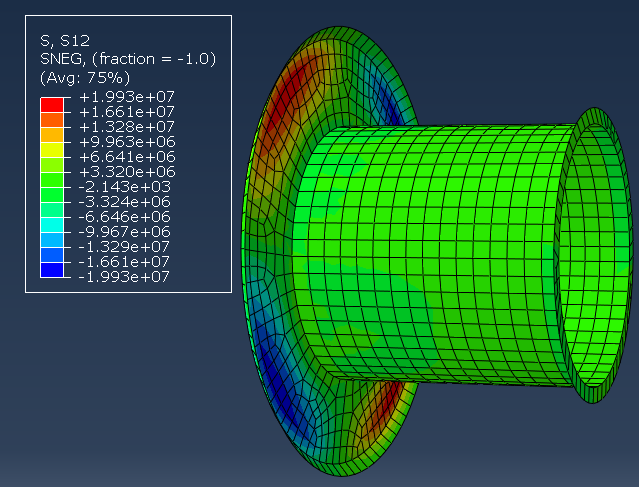 S, S12
SNEG, (fraction = -1.0)
(Avg: 75%)
+1.993e+07
+1.661e+07
+1.328e+07
+9.963e+06
+6.641e+06
+3.320e+06
-2.143e+03
-3.324e+06
-6.646e+06
-9.967e+06
-1.329e+07
-1.661e+07
-1.993e+07